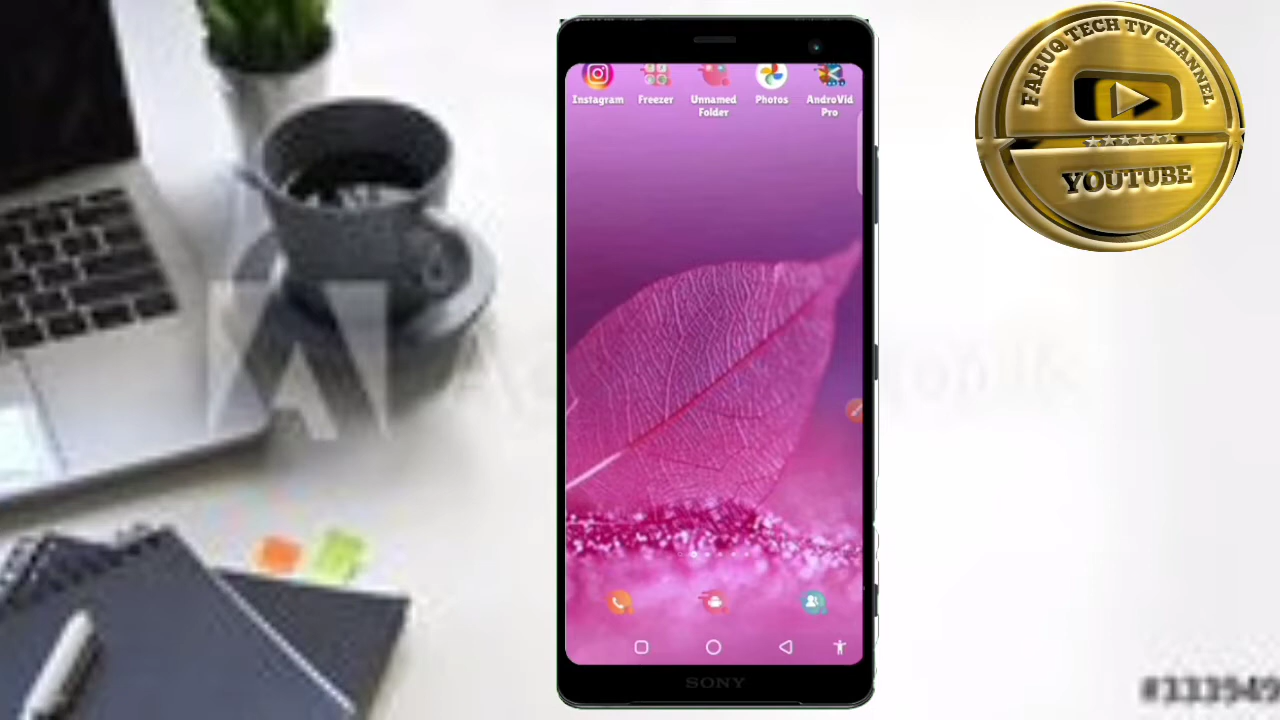 FARUQ TECH TV CHANNEL
YOUTUBE
Instagram
Freezer
Unnamed
Folder
Photos
AndroVid
Pro
SONY